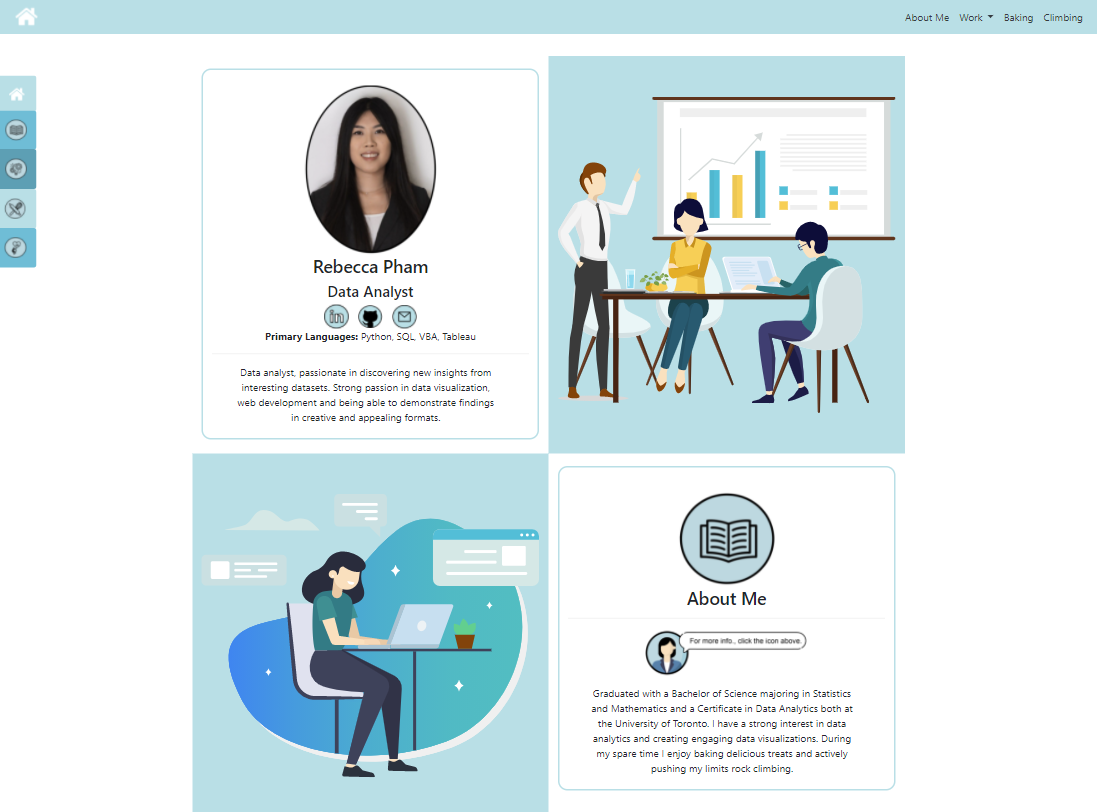 About Me
Work
Baking
Climbing
Rebecca Pham
Data Analyst
in
Primary Languages: Python, SQL, VBA, Tableau
Data analyst, passionate in discovering new insights from
interesting datasets. Strong passion in data visualization,
web development and being able to demonstrate findings
in creative and appealing formats.
About Me
For more info., click the icon above.
Graduated with a Bachelor of Science majoring in Statistics
and Mathematics and a Certificate in Data Analytics both at
the University of Toronto. I have a strong interest in data
analytics and creating engaging data visualizations. During
my spare time I enjoy baking delicious treats and actively
pushing my limits rock climbing.